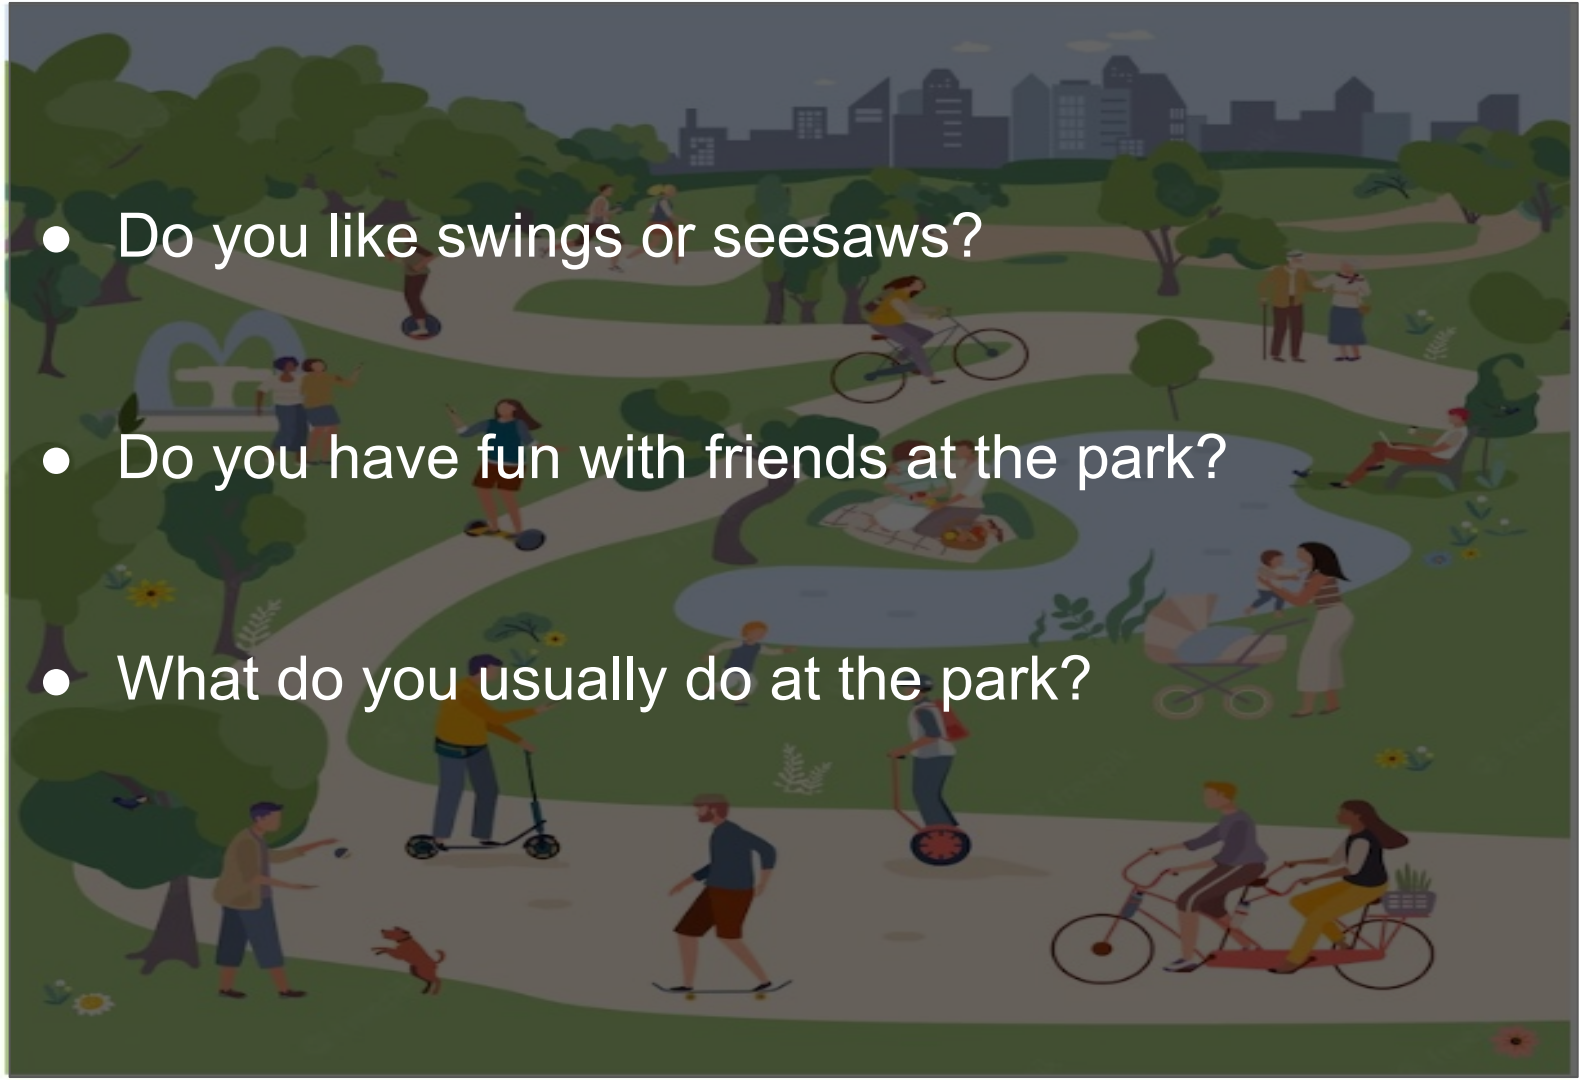 ● Do you like swings or seesaws?
● Do you have fun with friends at the park?
● What do you usually do at the park?